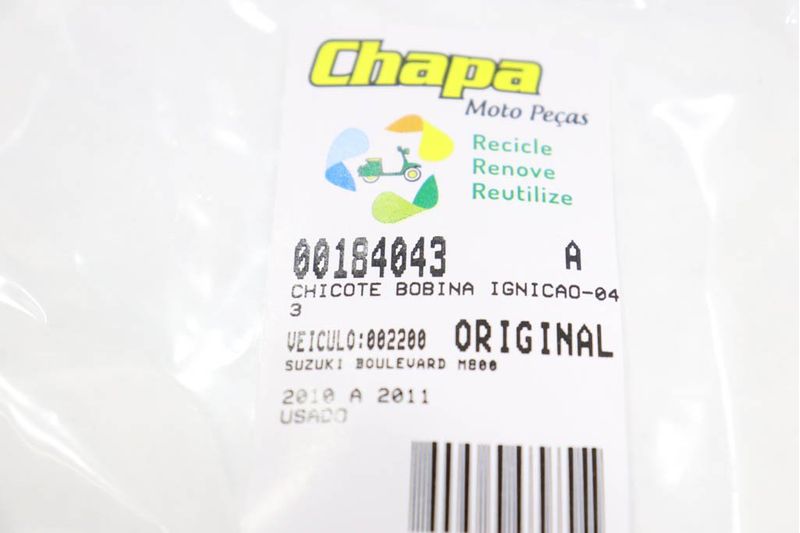 Chapa
Moto Peças
Recicle
Renove
Reutilize
00184043 A
CHICOTE BOBINA IGNICAO-04
3
VEICULO:002200 ORIGINAL
SUZUKI BOULEVARD M800
2010 A 2011
USADO